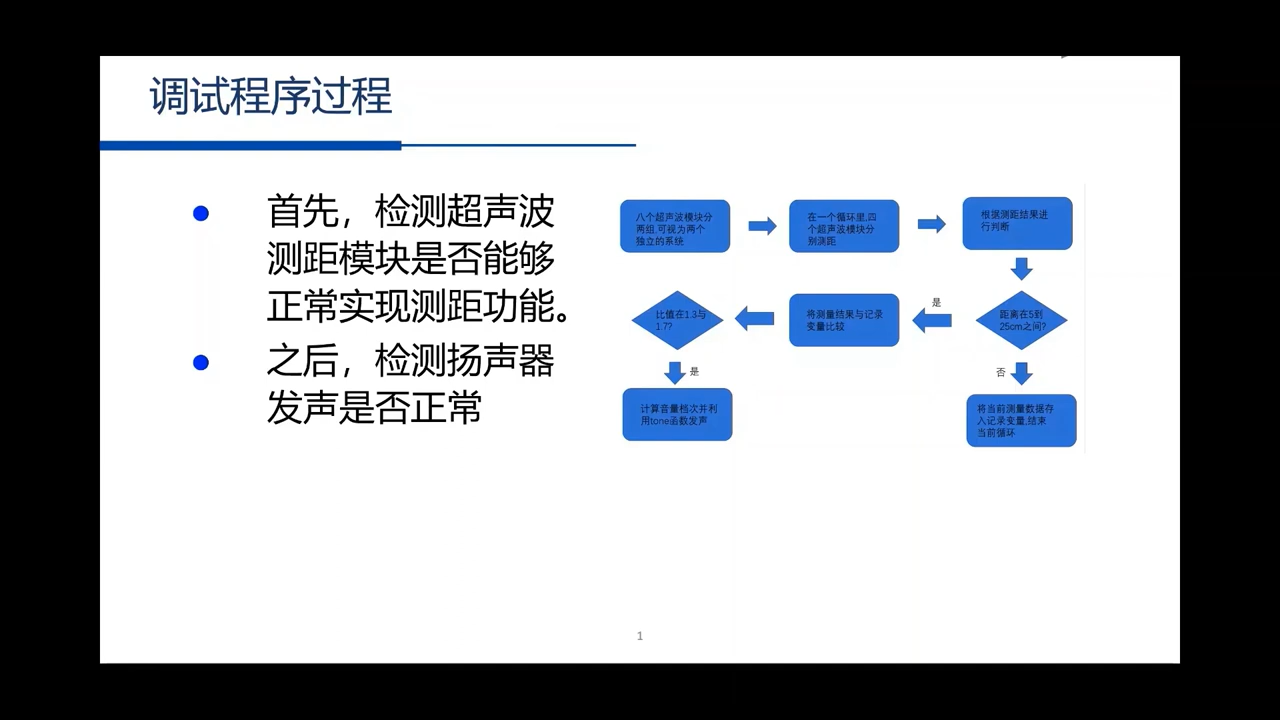 调试程序过程
首先，检测超声波
测距模块是否能够
正常实现测距功能。
之后，检测扬声器
发声是否正常
八个超声波模块分
两组,可视为两个
独立的系统
在一个循环里,四
个超声波模块分
别测距
根据测距结果进
行判断
距离在5到
25cm之间?
是
将测量结果与记录
变量比较
比值在1.3与
1.7?
是
计算音量档次并利
用tone函数发声
否
将当前测量数据存
入记录变量,结束
当前循环
1